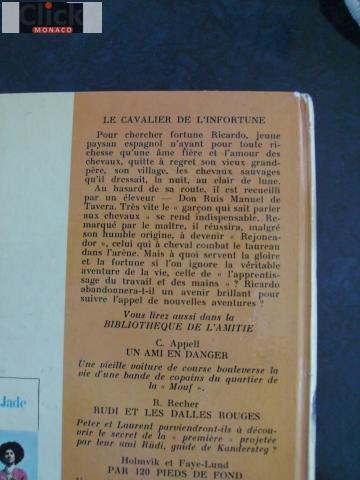 Click
MONACO
LE CAVALIER DE L'INFORTUNE
Pour chercher fortune Ricardo, jeune
paysan espagnol n'ayant pour toute ri-
chesse qu'une âme fière et l'amour des
chevaux, quitte à regret son vieux grand-
père, son village, les chevaux sauvages
qu'il dressait, la nuit, au clair de lune.
Au hasard de sa route, il est recueilli
par un éleveur — Don Ruis Manuel de
Tavera. Très vite le « garçon qui sait parler
aux chevaux » se rend indispensable. Re-
marqué par le maître, il réussira, malgré
son humble origine, à devenir « Rejonea-
dor », celui qui à cheval combat le taureau
dans l'arène. Mais à quoi servent la gloire
et la fortune si l'on ignore la véritable
aventure de la vie, celle de « l'apprentis-
sage du travail et des mains » ? Ricardo
abandonnera-t-il un avenir brillant pour
suivre l'appel de nouvelles aventures ?
Vous lirez aussi dans la
BIBLIOTHEQUE DE L'AMITIE
C. Appell
UN AMI EN DANGER
Une vieille voiture de course bouleverse la
vie d'une bande de copains du quartier de
la « Mouf ».
R. Recher
RUDI ET LES DALLES ROUGES
Peter et Laurent parviendront-ils à décou-
vrir le secret de la « première » projetée
par leur ami Rüdi, guide de Kandersteg ?
Holmvik et Faye-Lund
PAR 120 PIEDS DE FOND
Jade